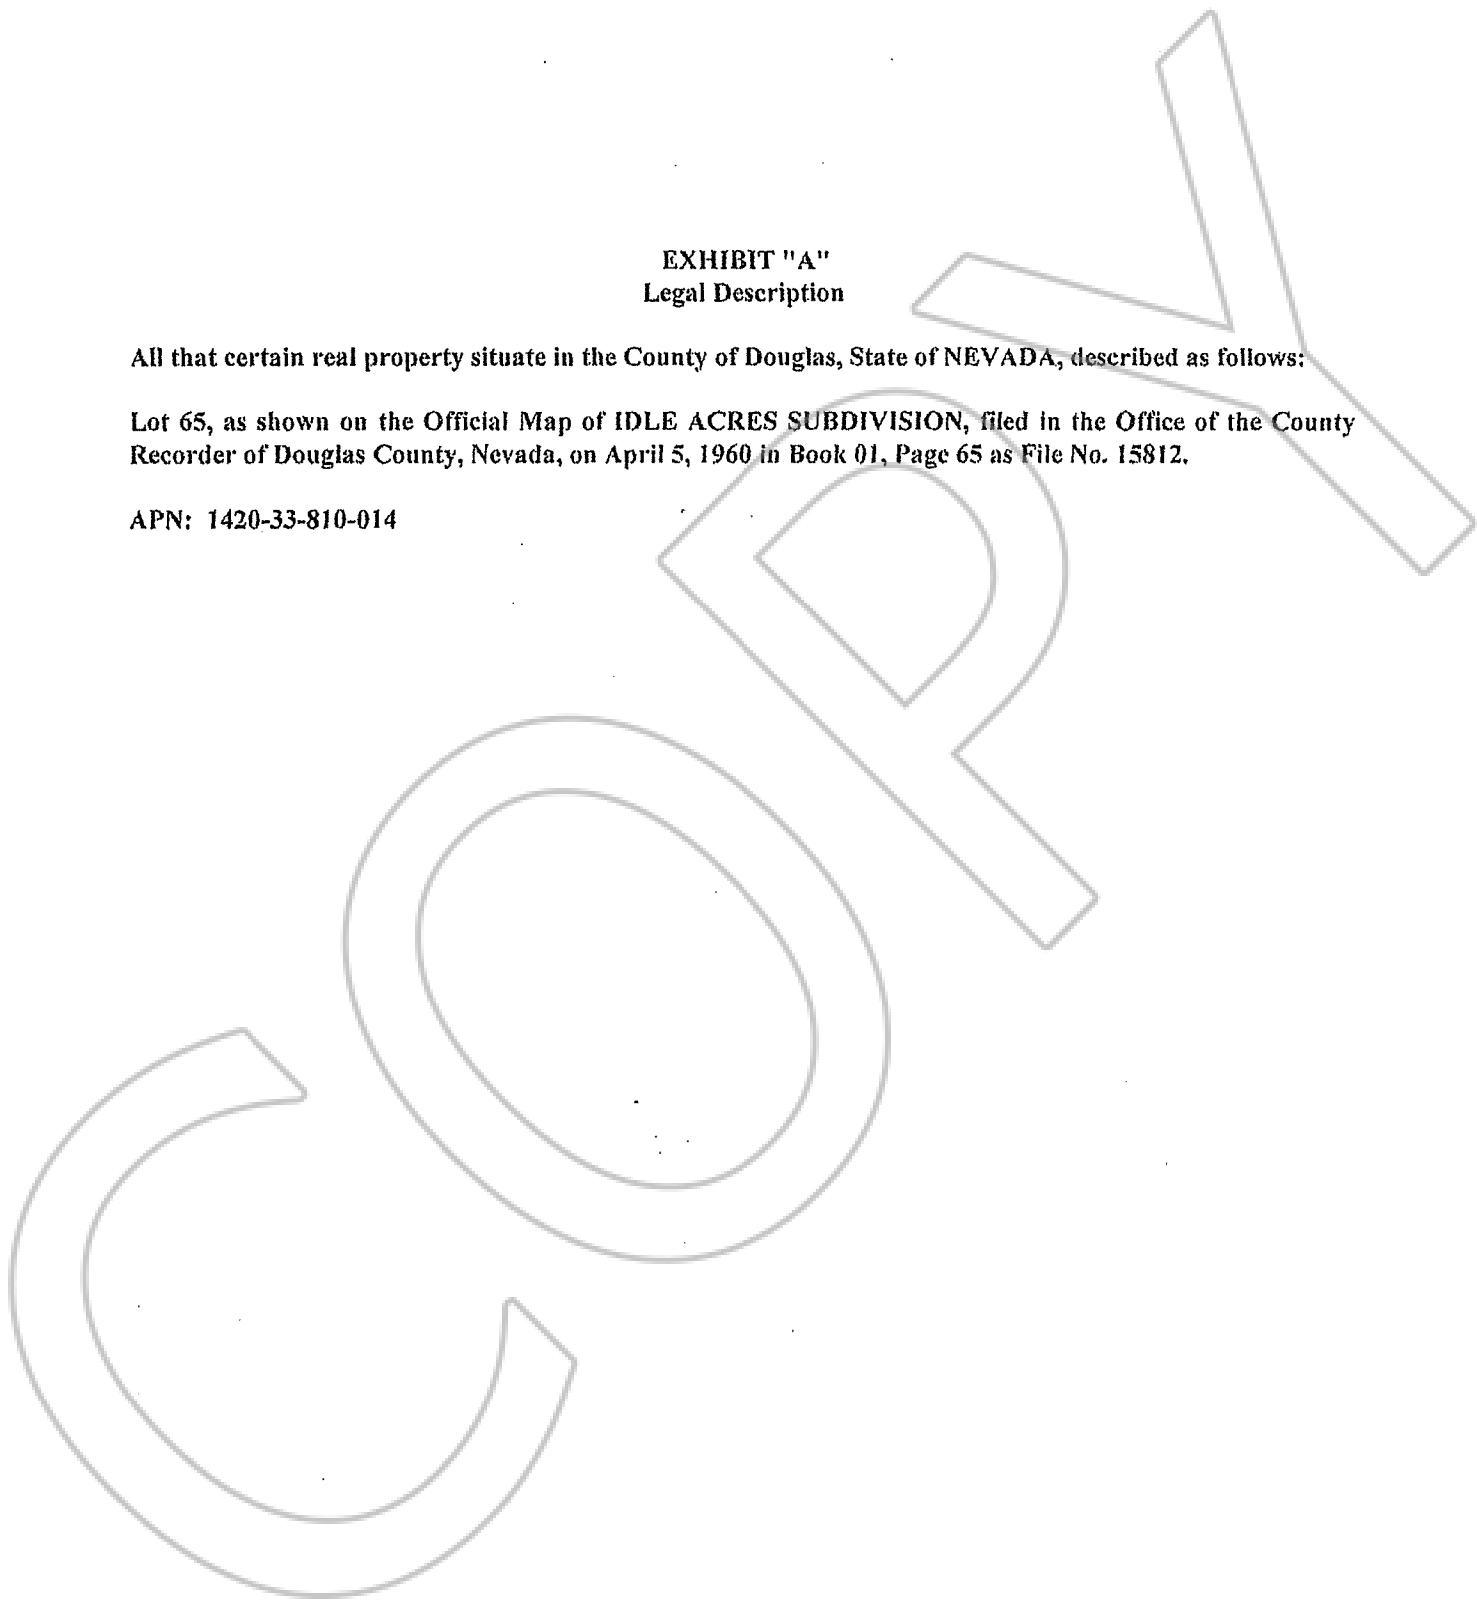 EXHIBIT "A"
Legal Description
All that certain real property situate in the County of Douglas, State of NEVADA, described as follows:
Lot 65, as shown on the Official Map of IDLE ACRES SUBDIVISION, filed in the Office of the County
Recorder of Douglas County, Nevada, on April 5, 1960 in Book 01, Page 65 as File No. 15812.
APN: 1420-33-810-014
COPY